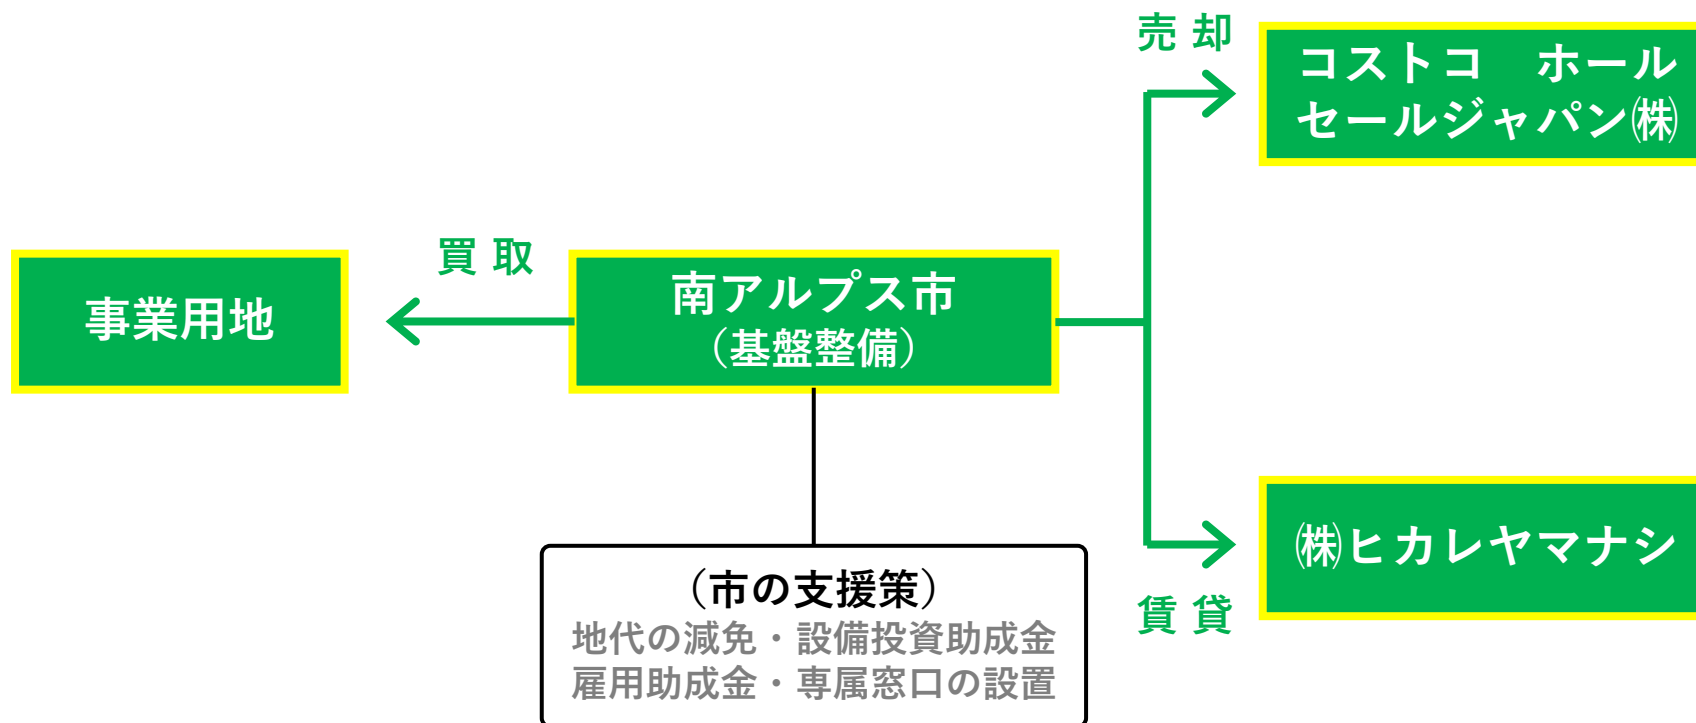 売却
コストコ　ホール
セールジャパン㈱
買取
事業用地
南アルプス市
（基盤整備）
㈱ヒカレヤマナシ
賃貸
（市の支援策）
地代の減免・設備投資助成金
雇用助成金・専属窓口の設置